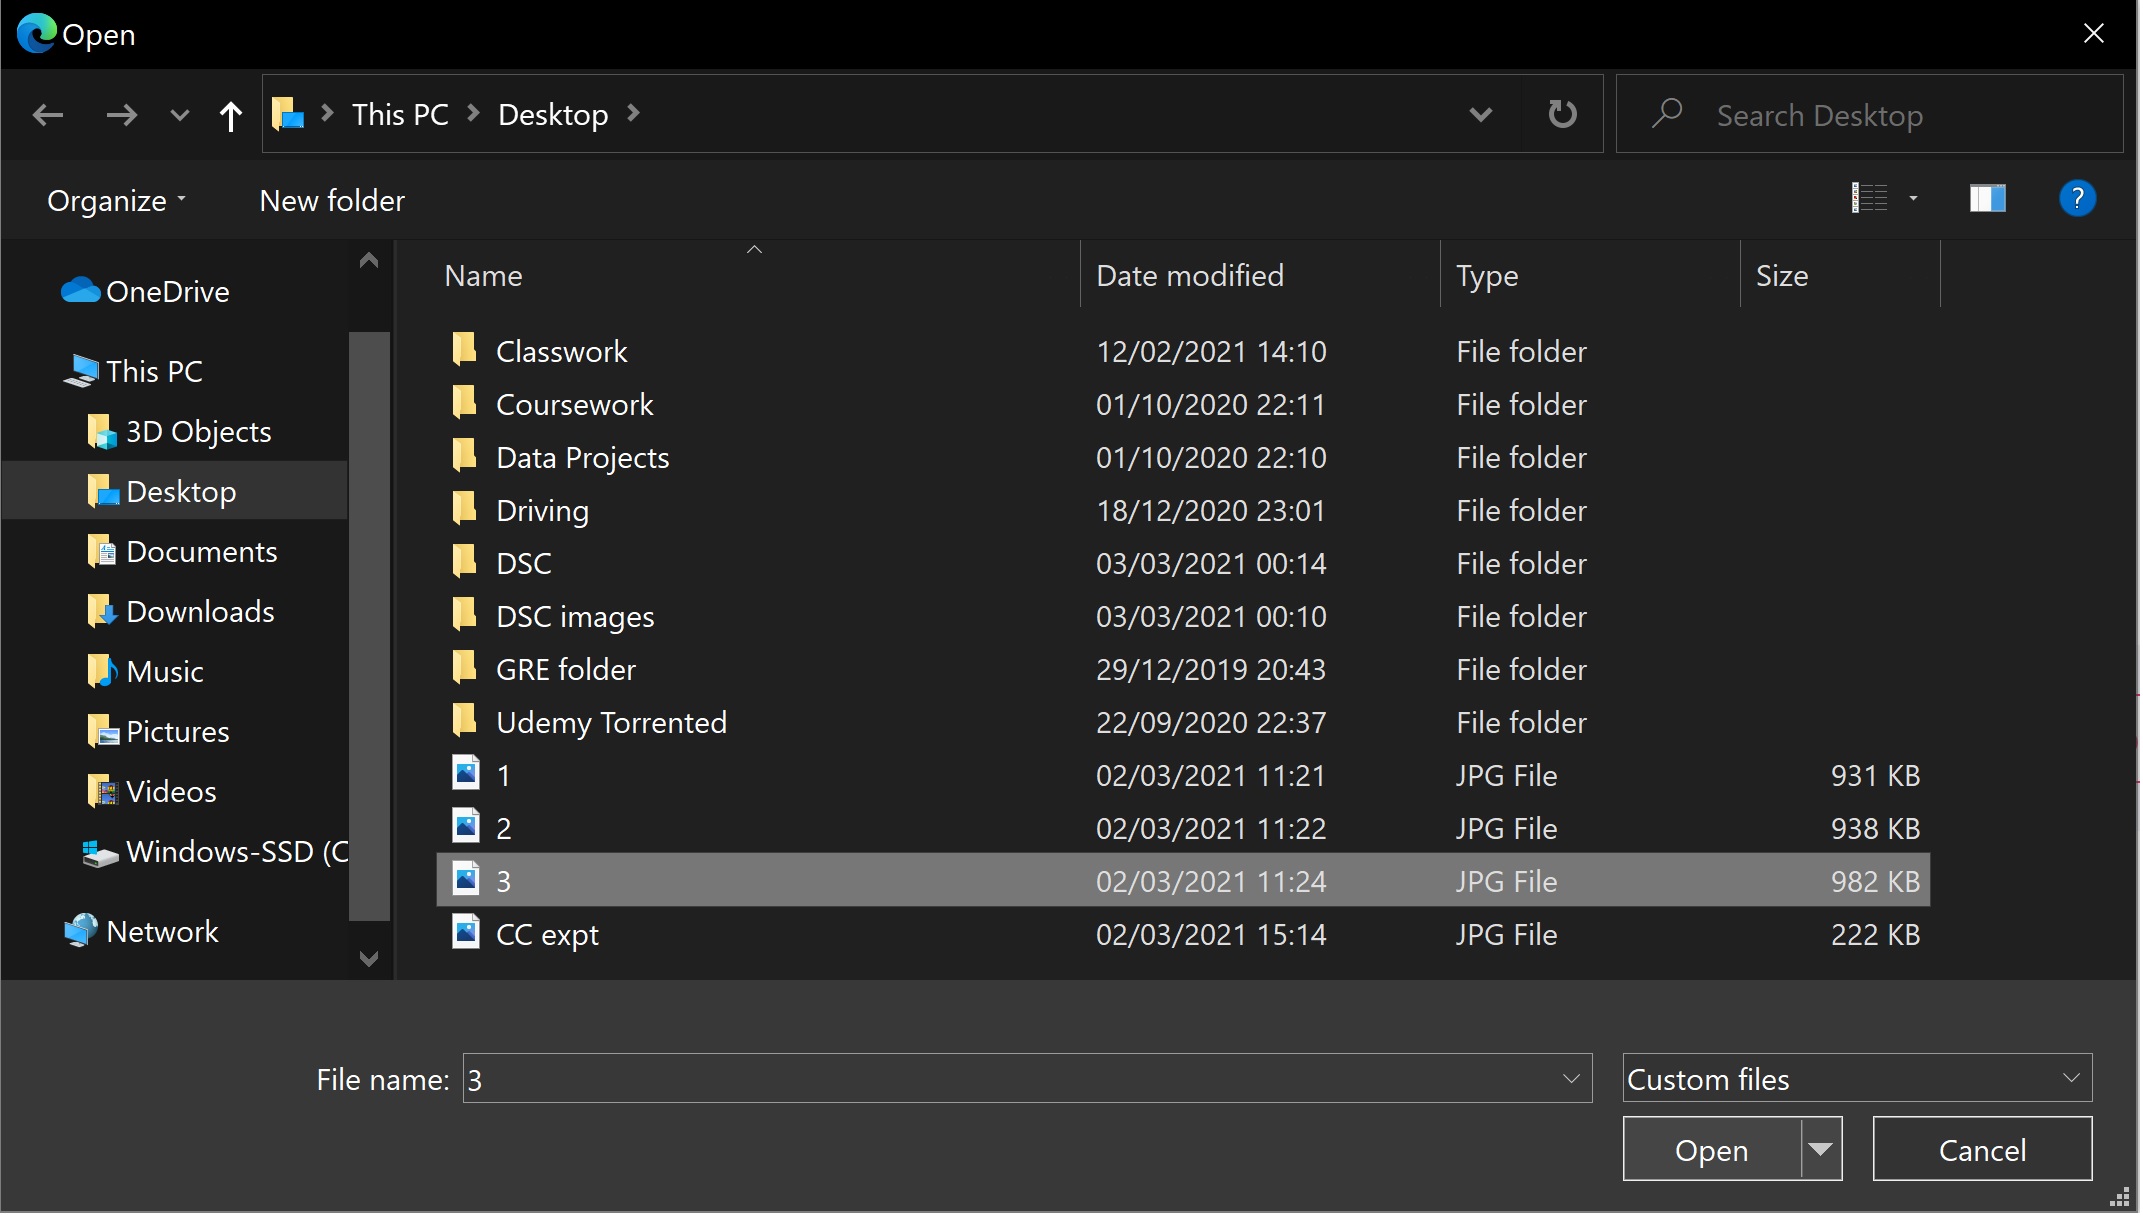 Open
This PC Desktop Search Desktop
Organize New folder ?
Name Date modified Type Size
OneDrive
This PC
3D Objects
Desktop
Documents
Downloads
Music
Pictures
Videos
Windows-SSD (C
Network
Classwork 12/02/2021 14:10 File folder
Coursework 01/10/2020 22:11 File folder
Data Projects 01/10/2020 22:10 File folder
Driving 18/12/2020 23:01 File folder
DSC 03/03/2021 00:14 File folder
DSC images 03/03/2021 00:10 File folder
GRE folder 29/12/2019 20:43 File folder
Udemy Torrented 22/09/2020 22:37 File folder
1 02/03/2021 11:21 JPG File 931 KB
2 02/03/2021 11:22 JPG File 938 KB
3 02/03/2021 11:24 JPG File 982 KB
CC expt 02/03/2021 15:14 JPG File 222 KB
File name: 3 Custom files
Open Cancel